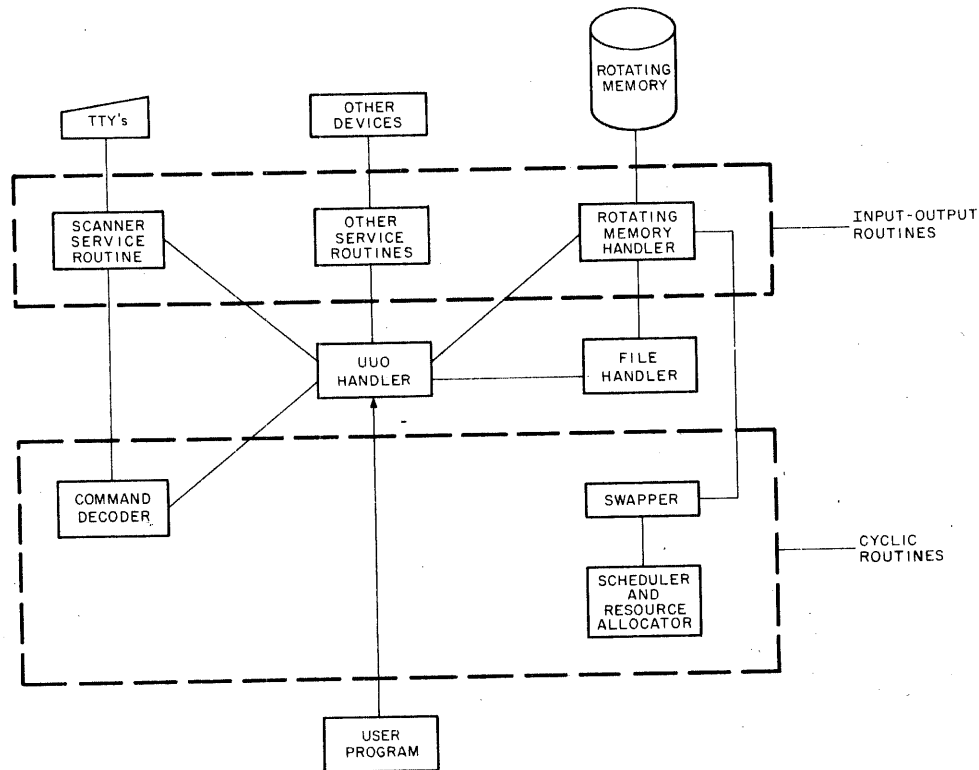 ROTATING
MEMORY
TTY's
OTHER
DEVICES
SCANNER
SERVICE
ROUTINE
OTHER
SERVICE
ROUTINES
ROTATING
MEMORY
HANDLER
INPUT-OUTPUT
ROUTINES
UUO
HANDLER
FILE
HANDLER
COMMAND
DECODER
SWAPPER
CYCLIC
ROUTINES
SCHEDULER
AND
RESOURCE
ALLOCATOR
USER
PROGRAM